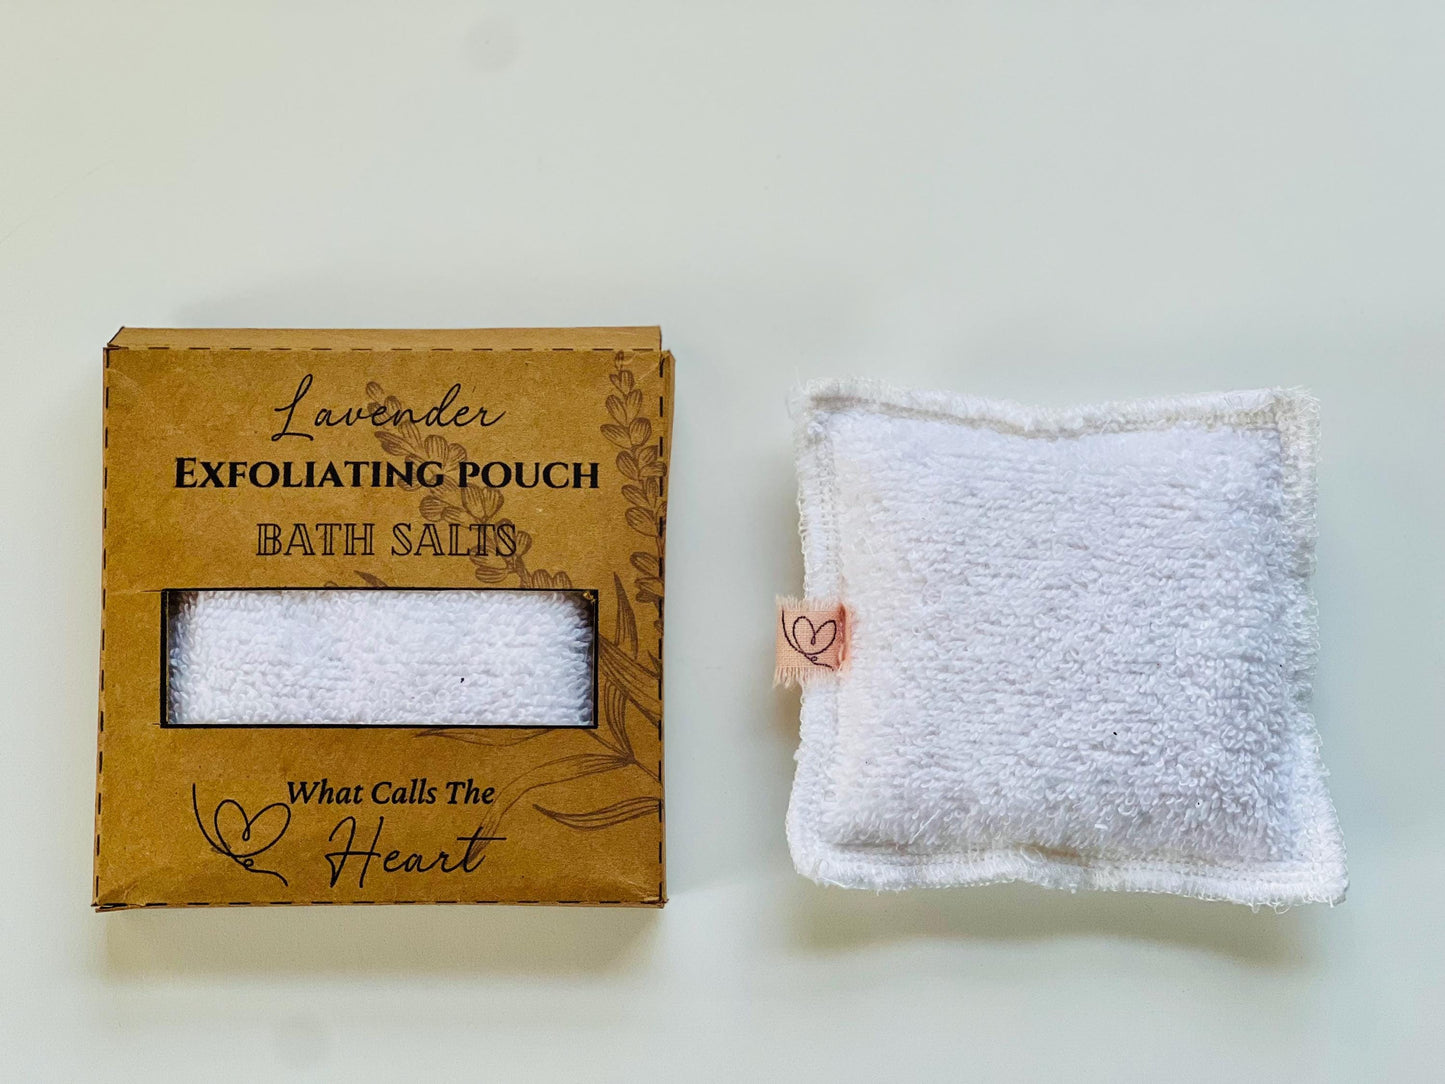 Lavender
EXFOLIATING POUCH
BATH SALTS
What Calls The
Heart